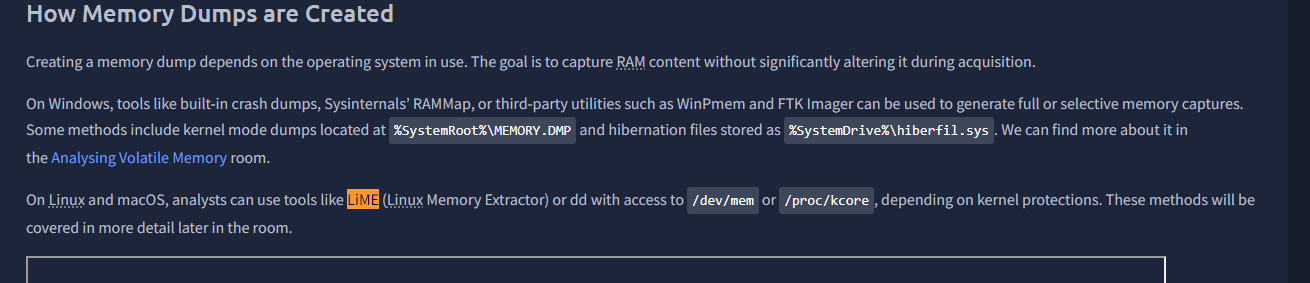 How Memory Dumps are Created
Creating a memory dump depends on the operating system in use. The goal is to capture RAM content without significantly altering it during acquisition.
On Windows, tools like built-in crash dumps, Sysinternals’ RAMMap, or third-party utilities such as WinPmem and FTK Imager can be used to generate full or selective memory captures.
Some methods include kernel mode dumps located at %SystemRoot%\MEMORY.DMP and hibernation files stored as %SystemDrive%\hiberfil.sys. We can find more about it in
the Analysing Volatile Memory room.
On Linux and macOS, analysts can use tools like LiME (Linux Memory Extractor) or dd with access to /dev/mem or /proc/kcore, depending on kernel protections. These methods will be
covered in more detail later in the room.